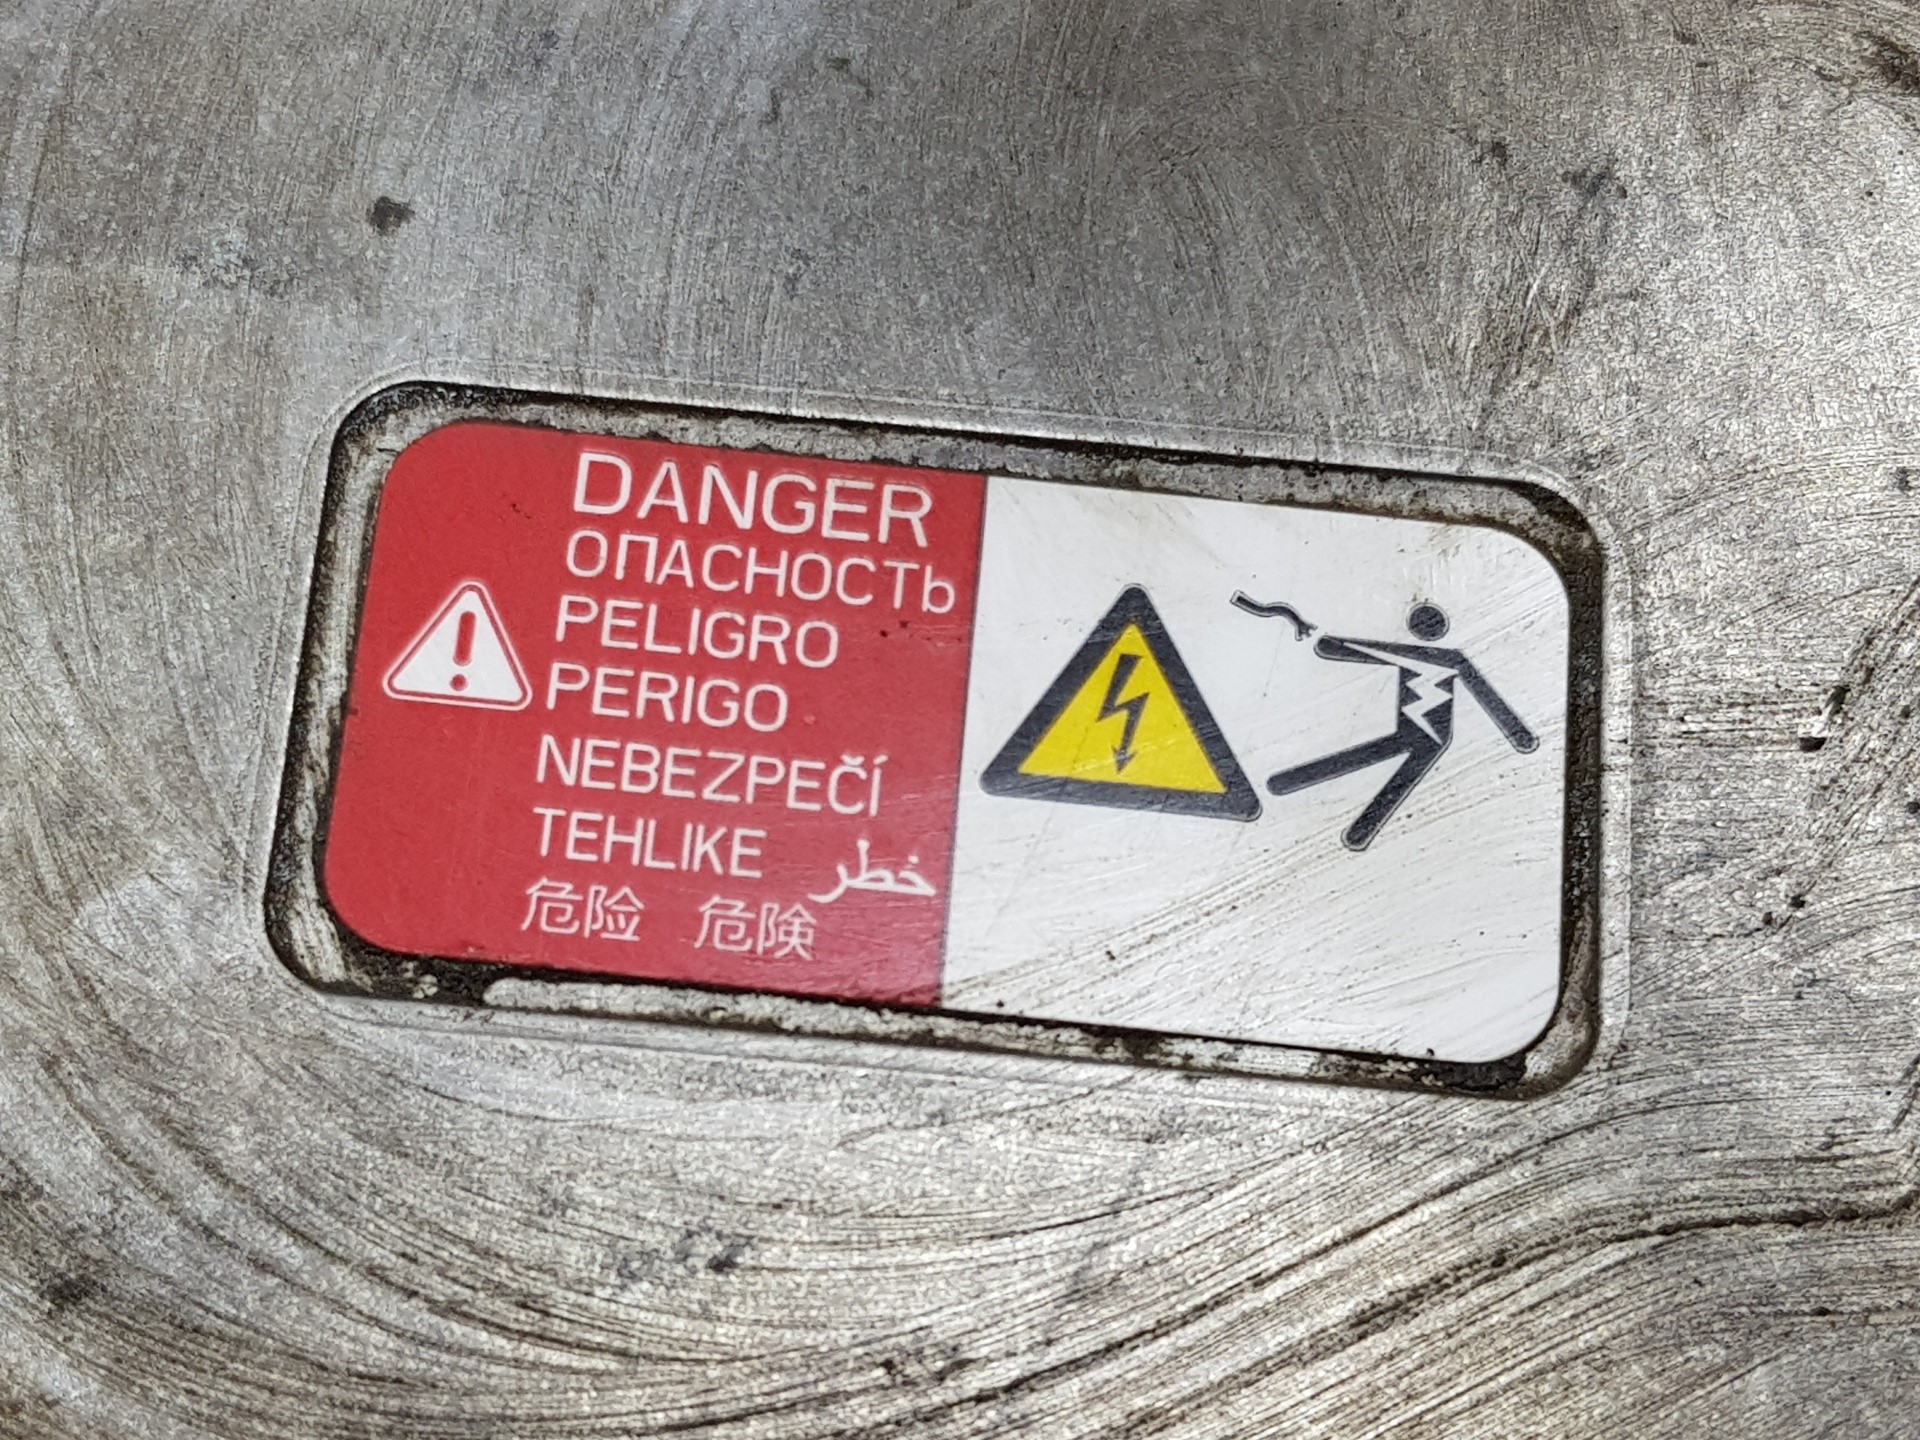 DANGER
ОПАСНОСТЬ
PELIGRO
PERIGO
NEBEZPEČÍ
TEHLIKE خطر
危险 危険